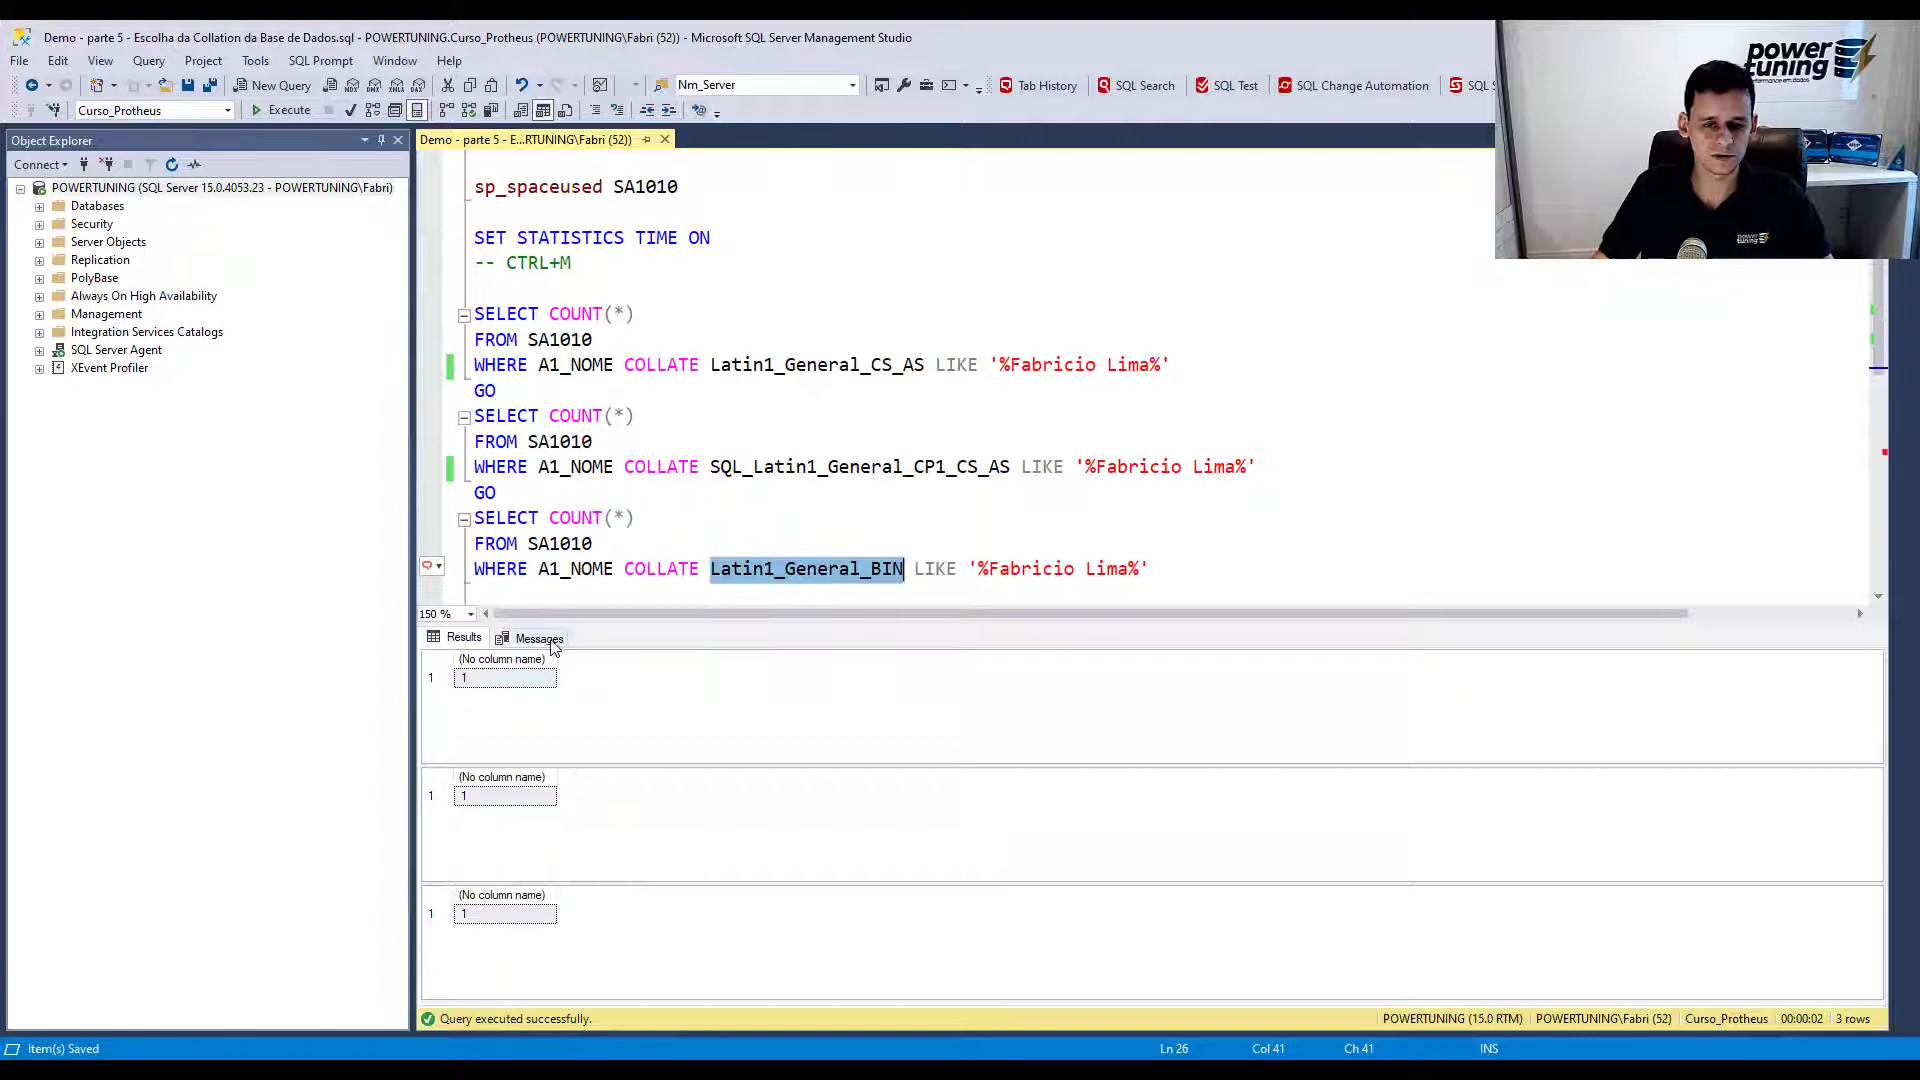 Demo - parte 5 - Escolha da Collation da Base de Dados.sql - POWERTUNING.Curso_Protheus (POWERTUNING\Fabri (52)) - Microsoft SQL Server Management Studio
power
tuning
performance em dados
File Edit View Query Project Tools SQL Prompt Window Help
New Query
Nm_Server
Tab History
SQL Search
SQL Test
SQL Change Automation
SQL S
Curso_Protheus
Execute
Object Explorer
Demo - parte 5 - E...RTUNING\Fabri (52))
Connect
POWERTUNING (SQL Server 15.0.4053.23 - POWERTUNING\Fabri)
Databases
Security
Server Objects
Replication
PolyBase
Always On High Availability
Management
Integration Services Catalogs
SQL Server Agent
XEvent Profiler
sp_spaceused SA1010
SET STATISTICS TIME ON
-- CTRL+M
SELECT COUNT(*)
FROM SA1010
WHERE A1_NOME COLLATE Latin1_General_CS_AS LIKE '%Fabricio Lima%'
GO
SELECT COUNT(*)
FROM SA1010
WHERE A1_NOME COLLATE SQL_Latin1_General_CP1_CS_AS LIKE '%Fabricio Lima%'
GO
SELECT COUNT(*)
FROM SA1010
WHERE A1_NOME COLLATE Latin1_General_BIN LIKE '%Fabricio Lima%'
150 %
Results Messages
(No column name)
1 1
(No column name)
1 1
(No column name)
1 1
Query executed successfully.
POWERTUNING (15.0 RTM)
POWERTUNING\Fabri (52)
Curso_Protheus
00:00:02
3 rows
Item(s) Saved
Ln 26
Col 41
Ch 41
INS
power
tuning